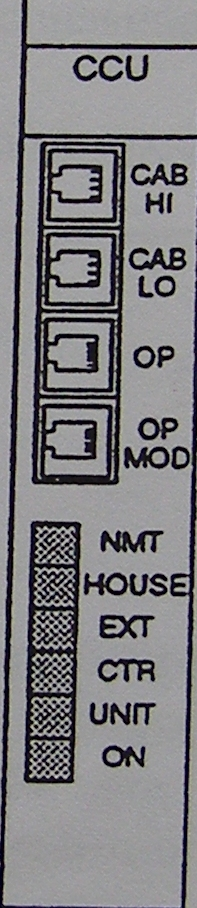 CCU
CAB
HI
CAB
LO
OP
OP
MOD
NMT
HOUSE
EXT
CTR
UNIT
ON